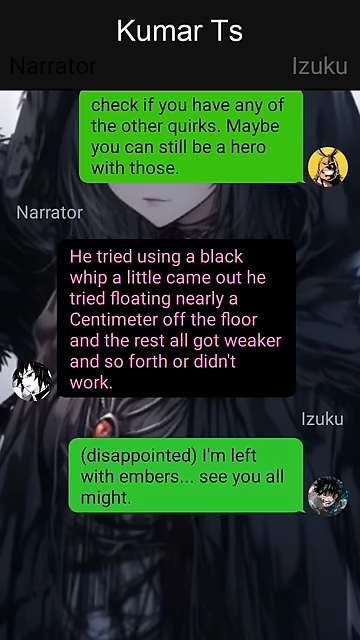 Kumar Ts
Narrator
Izuku
check if you have any of
the other quirks. Maybe
you can still be a hero
with those.
Narrator
He tried using a black
whip a little came out he
tried floating nearly a
Centimeter off the floor
and the rest all got weaker
and so forth or didn't
work.
Izuku
(disappointed) I'm left
with embers... see you all
might.